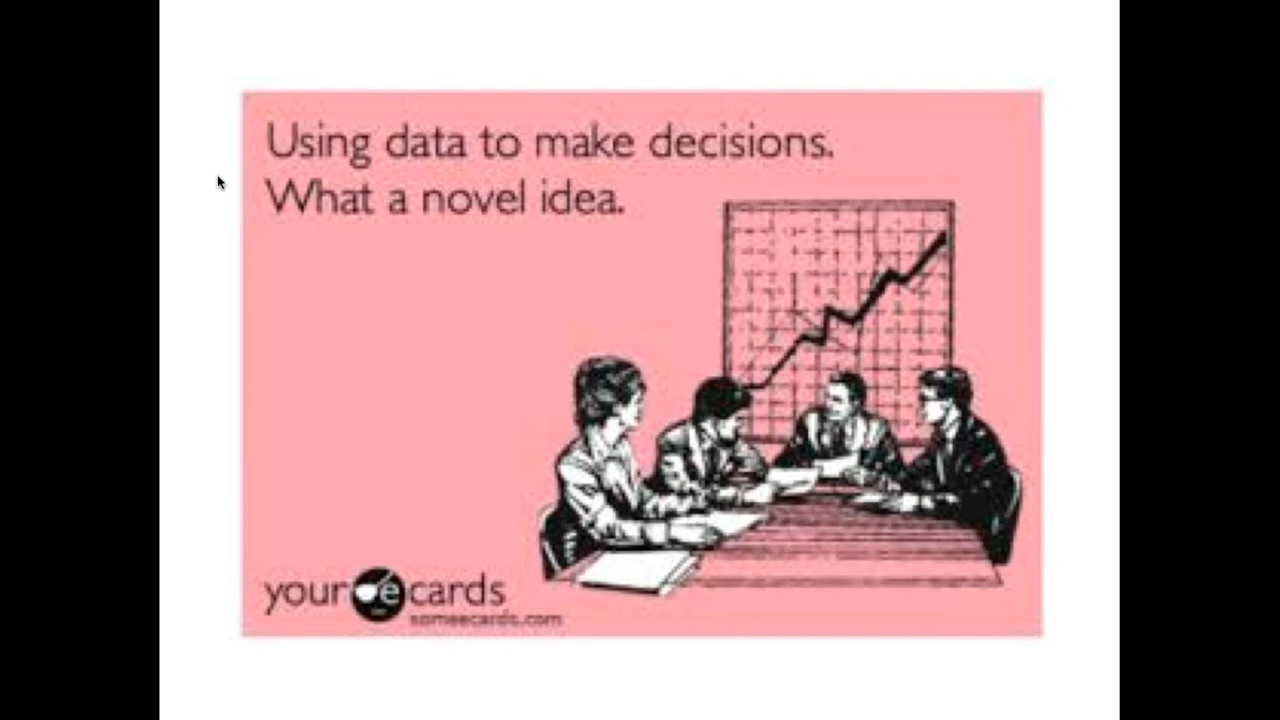 Using data to make decisions.
What a novel idea.
your e cards
someecards.com